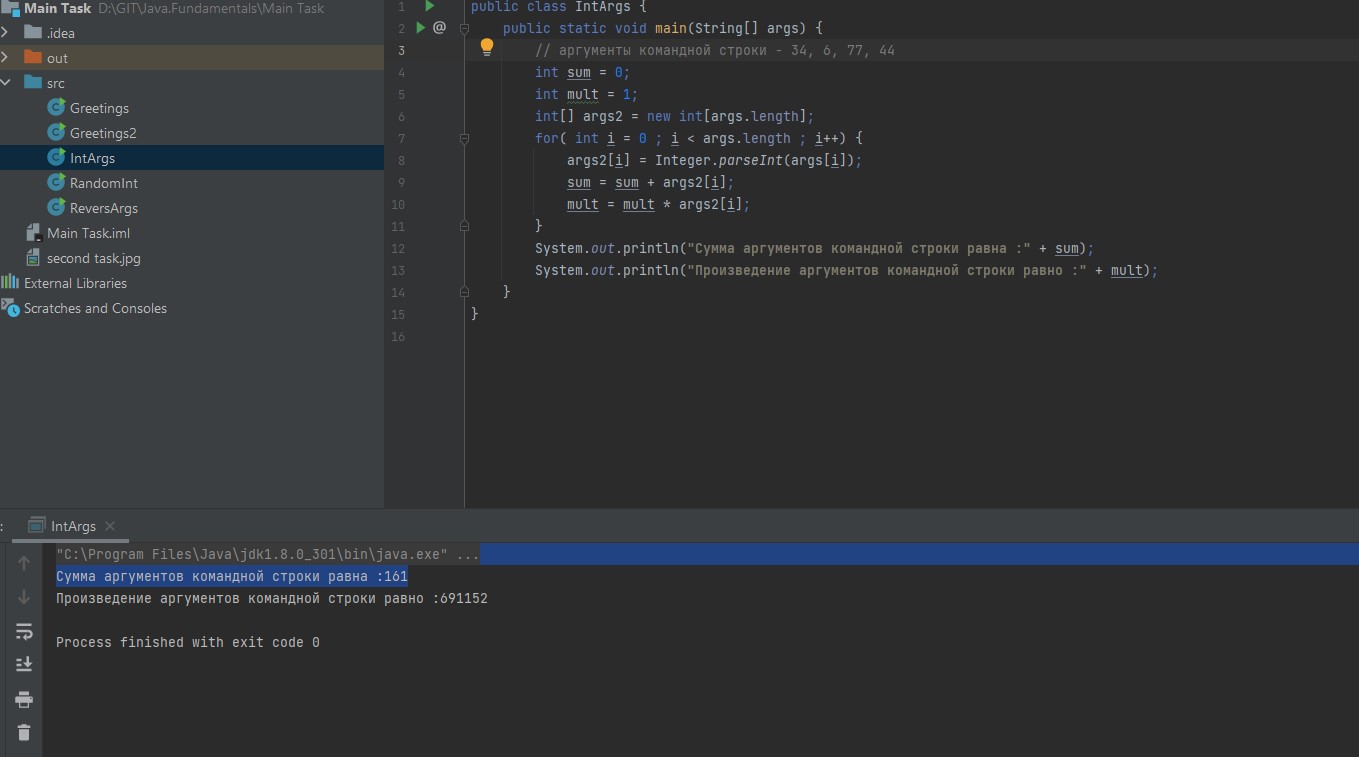 Main Task D:\GIT\Java.Fundamentals\Main Task
.idea
out
src
Greetings
Greetings2
IntArgs
RandomInt
ReversArgs
Main Task.iml
second task.jpg
External Libraries
Scratches and Consoles
1 public class IntArgs {
2 @ public static void main(String[] args) {
3 // аргументы командной строки - 34, 6, 77, 44
4 int sum = 0;
5 int mult = 1;
6 int[] args2 = new int[args.length];
7 for( int i = 0 ; i < args.length ; i++) {
8 args2[i] = Integer.parseInt(args[i]);
9 sum = sum + args2[i];
10 mult = mult * args2[i];
11 }
12 System.out.println("Сумма аргументов командной строки равна :" + sum);
13 System.out.println("Произведение аргументов командной строки равно :" + mult);
14 }
15 }
16
: IntArgs
"C:\Program Files\Java\jdk1.8.0_301\bin\java.exe" ...
Сумма аргументов командной строки равна :161
Произведение аргументов командной строки равно :691152
Process finished with exit code 0